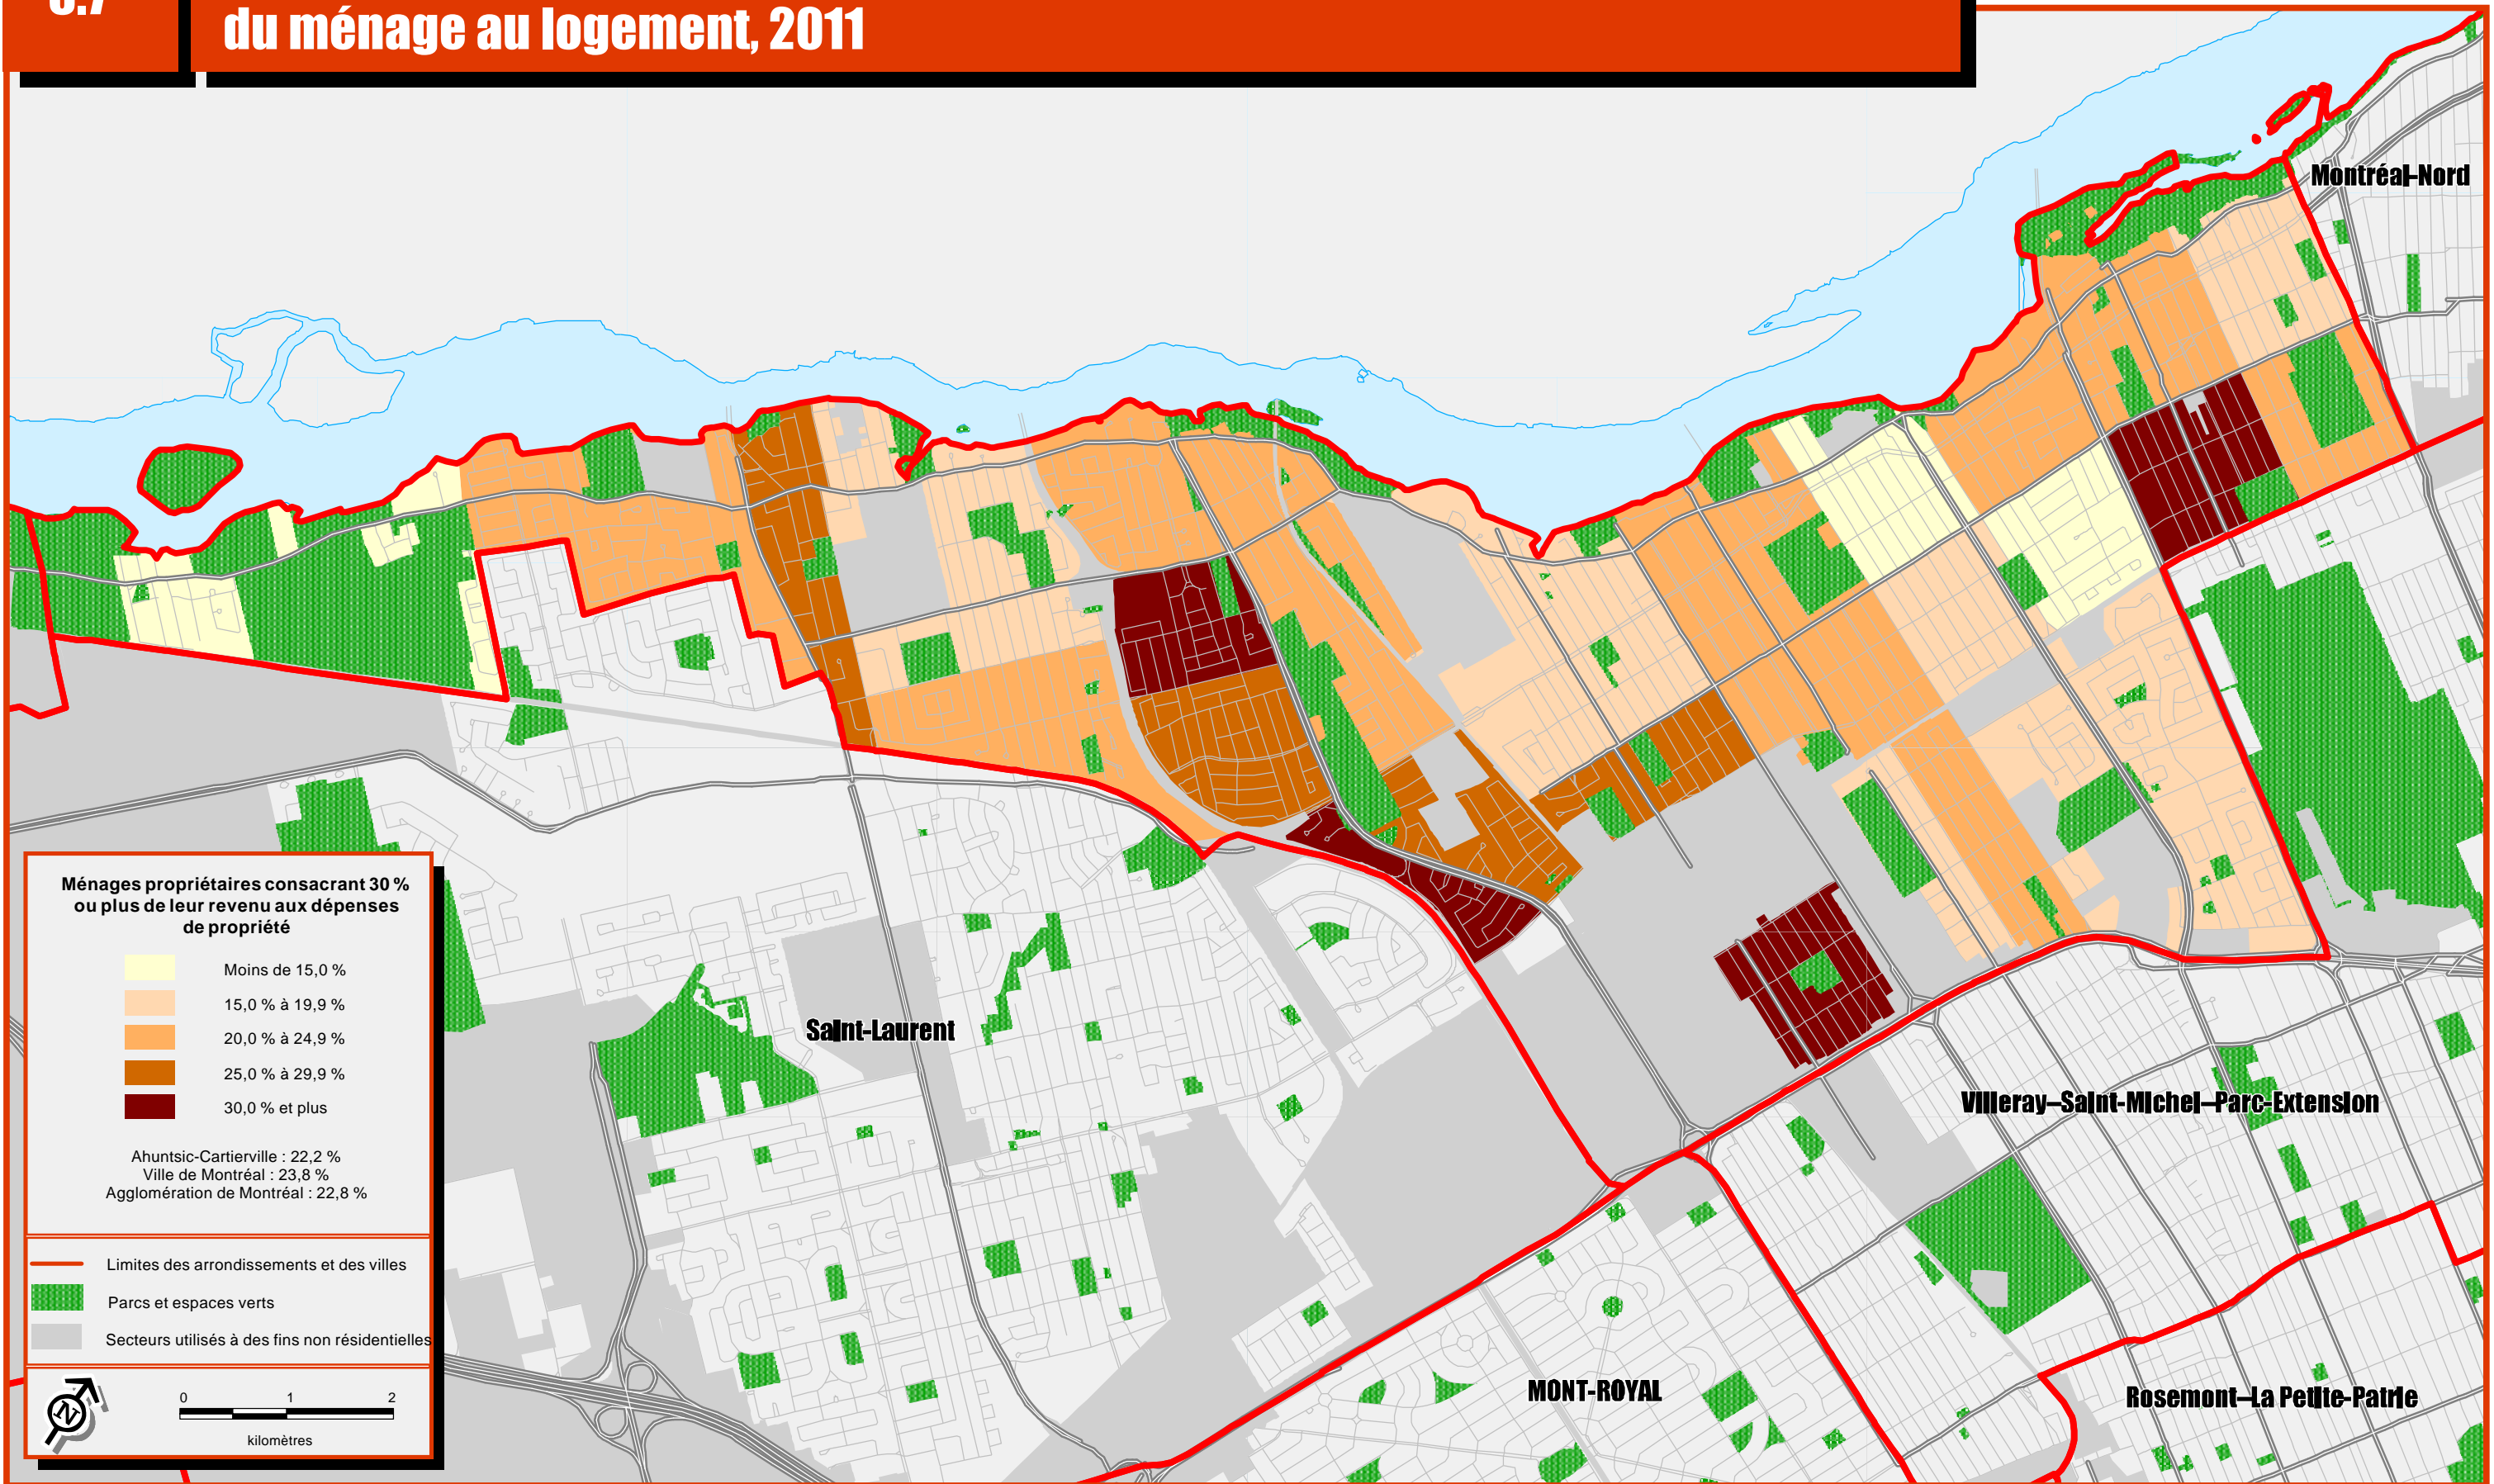 du ménage au logement, 2011
Montréal-Nord
Ménages propriétaires consacrant 30 %
ou plus de leur revenu aux dépenses
de propriété
Moins de 15,0 %
15,0 % à 19,9 %
20,0 % à 24,9 %
25,0 % à 29,9 %
30,0 % et plus
Ahuntsic-Cartierville : 22,2 %
Ville de Montréal : 23,8 %
Agglomération de Montréal : 22,8 %
Limites des arrondissements et des villes
Parcs et espaces verts
Secteurs utilisés à des fins non résidentielles
N
0 1 2
kilomètres
Saint-Laurent
Villeray–Saint-Michel–Parc-Extension
MONT-ROYAL
Rosemont–La Petite-Patrie